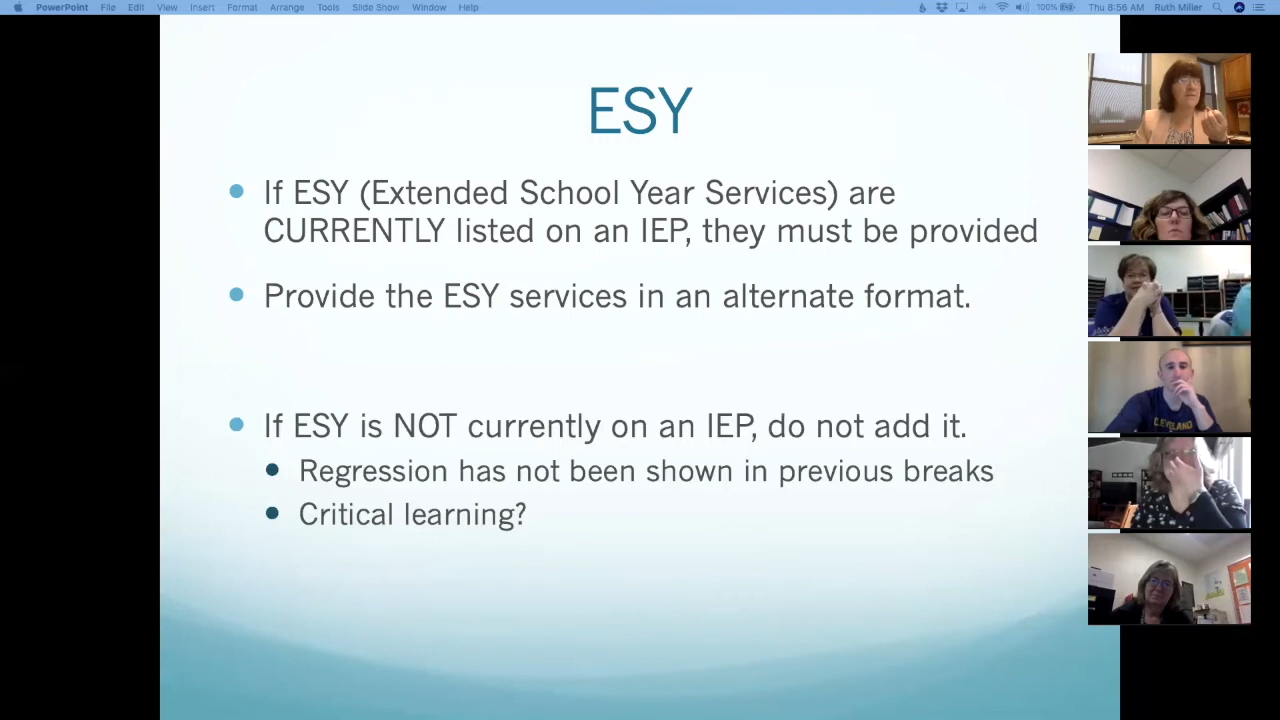 PowerPoint File Edit View Insert Format Arrange Tools Slide Show Window Help 100% Thu 8:56 AM Ruth Miller
ESY
If ESY (Extended School Year Services) are
CURRENTLY listed on an IEP, they must be provided
Provide the ESY services in an alternate format.
If ESY is NOT currently on an IEP, do not add it.
Regression has not been shown in previous breaks
Critical learning?
CLEVELAND